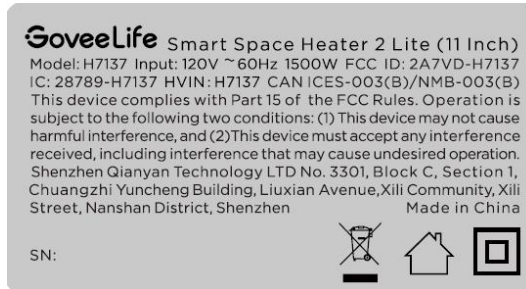 GoveeLife Smart Space Heater 2 Lite (11 Inch)
Model: H7137 Input: 120V ~ 60Hz 1500W FCC ID: 2A7VD-H7137
IC: 28789-H7137 HVIN: H7137 CAN ICES-003(B)/NMB-003(B)
This device complies with Part 15 of the FCC Rules. Operation is
subject to the following two conditions: (1) This device may not cause
harmful interference, and (2)This device must accept any interference
received, including interference that may cause undesired operation.
Shenzhen Qianyan Technology LTD No. 3301, Block C, Section 1,
Chuangzhi Yuncheng Building, Liuxian Avenue,Xili Community, Xili
Street, Nanshan District, Shenzhen Made in China
SN: